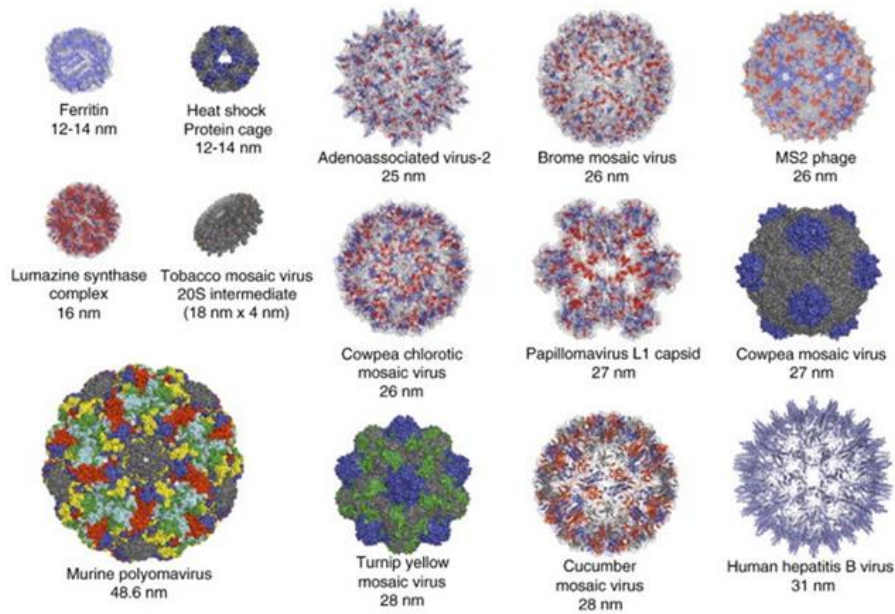 Ferritin
12-14 nm
Heat shock
Protein cage
12-14 nm
Adenoassociated virus-2
25 nm
Brome mosaic virus
26 nm
MS2 phage
26 nm
Lumazine synthase
complex
16 nm
Tobacco mosaic virus
20S intermediate
(18 nm x 4 nm)
Cowpea chlorotic
mosaic virus
26 nm
Papillomavirus L1 capsid
27 nm
Cowpea mosaic virus
27 nm
Murine polyomavirus
48.6 nm
Turnip yellow
mosaic virus
28 nm
Cucumber
mosaic virus
28 nm
Human hepatitis B virus
31 nm